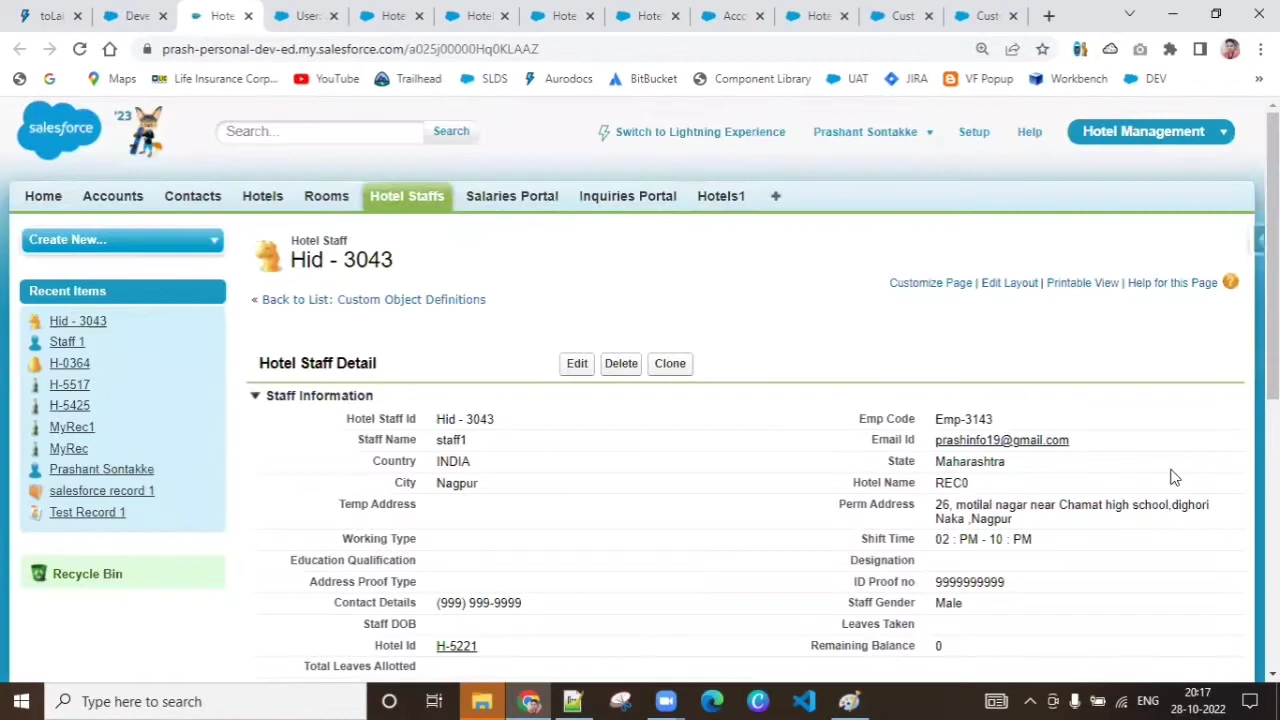 toLa
Deve
Hote
User:
Hote
Hotel
Hote
Hote
Acco
Hote
Cust
Cust
prash-personal-dev-ed.my.salesforce.com/a025j00000Hq0KLAAZ
Maps
Life Insurance Corp...
YouTube
Trailhead
SLDS
Aurodocs
BitBucket
Component Library
UAT
JIRA
VF Popup
Workbench
DEV
»
salesforce
'23
Search...
Search
Switch to Lightning Experience
Prashant Sontakke
Setup
Help
Hotel Management
Home
Accounts
Contacts
Hotels
Rooms
Hotel Staffs
Salaries Portal
Inquiries Portal
Hotels1
+
Create New...
Recent Items
Hid - 3043
Staff 1
H-0364
H-5517
H-5425
MyRec1
MyRec
Prashant Sontakke
salesforce record 1
Test Record 1
Recycle Bin
Hotel Staff
Hid - 3043
Customize Page | Edit Layout | Printable View | Help for this Page
« Back to List: Custom Object Definitions
Hotel Staff Detail
Edit
Delete
Clone
Staff Information
Hotel Staff Id Hid - 3043 Emp Code Emp-3143
Staff Name staff1 Email Id prashinfo19@gmail.com
Country INDIA State Maharashtra
City Nagpur Hotel Name REC0
Temp Address Perm Address 26, motilal nagar near Chamat high school,dighori
Naka ,Nagpur
Working Type Shift Time 02 : PM - 10 : PM
Education Qualification Designation
Address Proof Type ID Proof no 9999999999
Contact Details (999) 999-9999 Staff Gender Male
Staff DOB Leaves Taken
Hotel Id H-5221 Remaining Balance 0
Total Leaves Allotted
Type here to search
ENG
20:17
28-10-2022